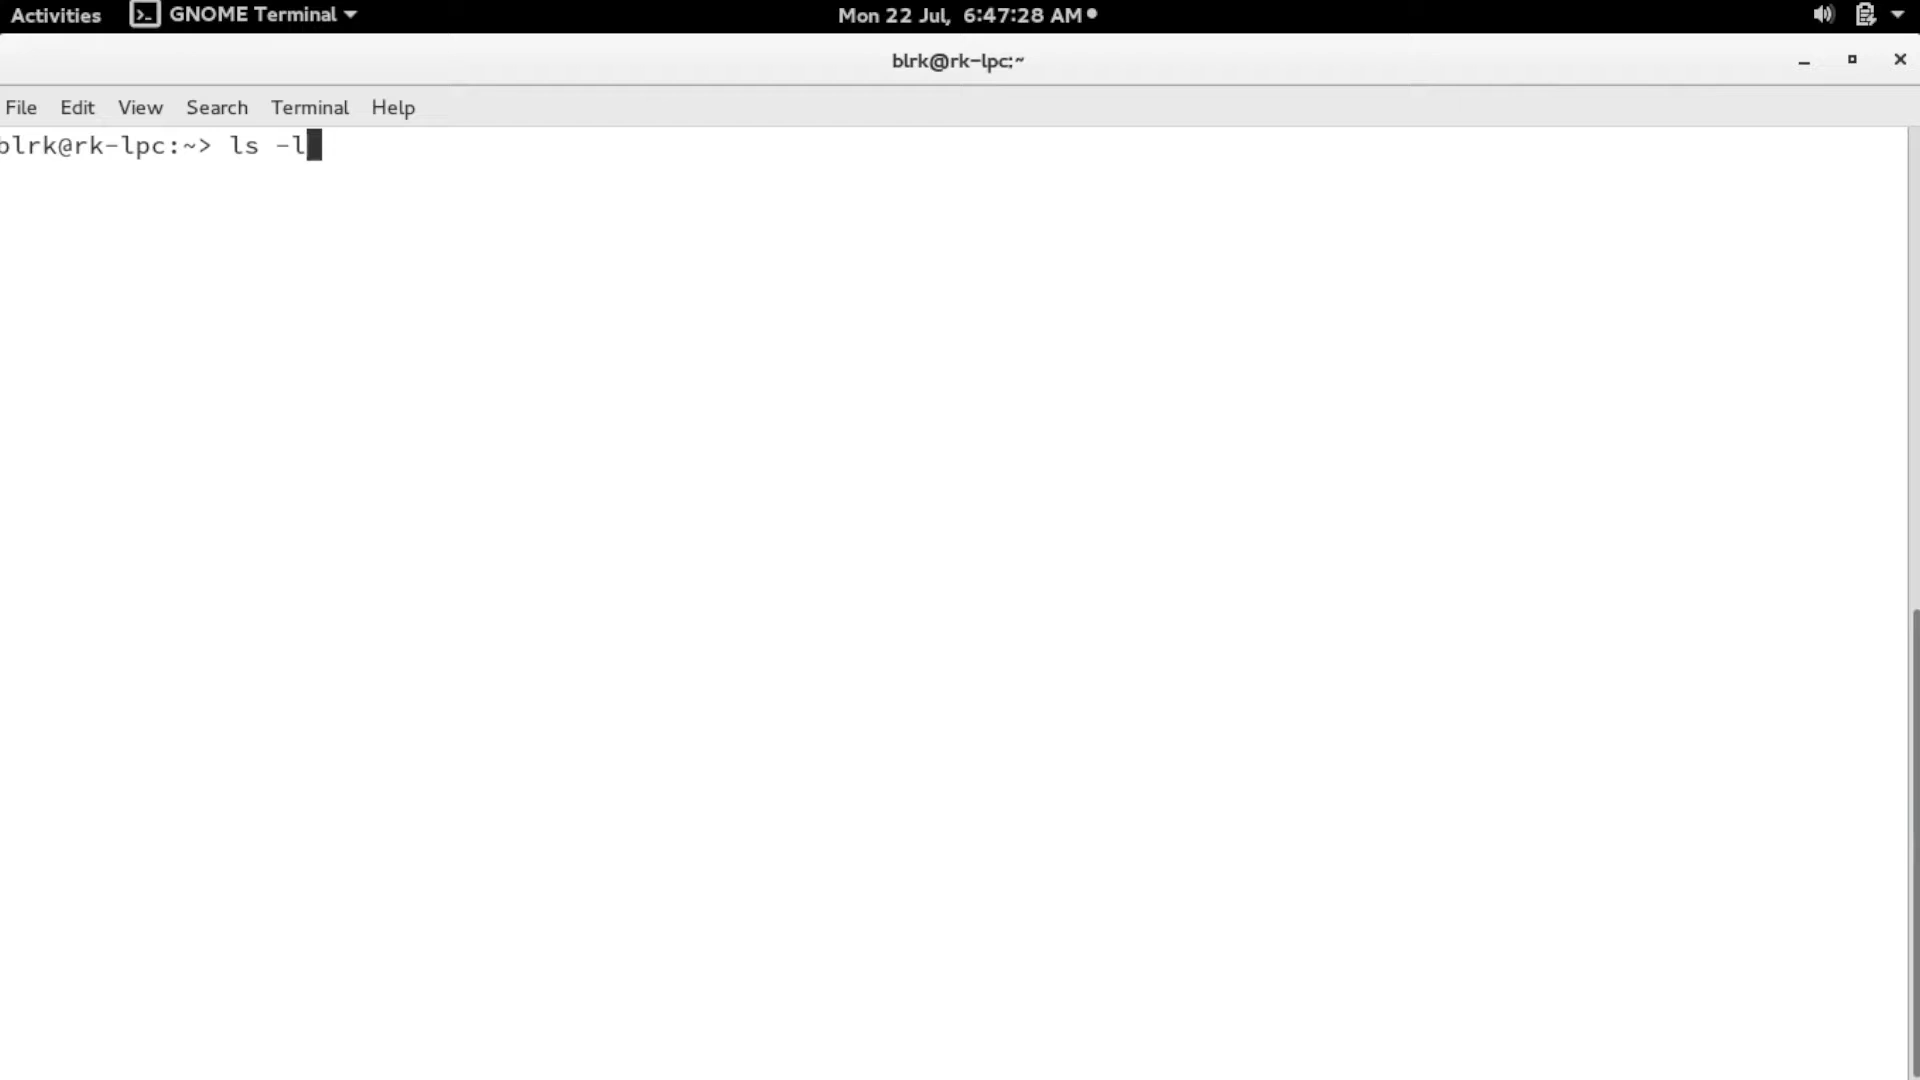 Activities GNOME Terminal Mon 22 Jul, 6:47:28 AM
blrk@rk-lpc:~
File Edit View Search Terminal Help
blrk@rk-lpc:~> ls -l